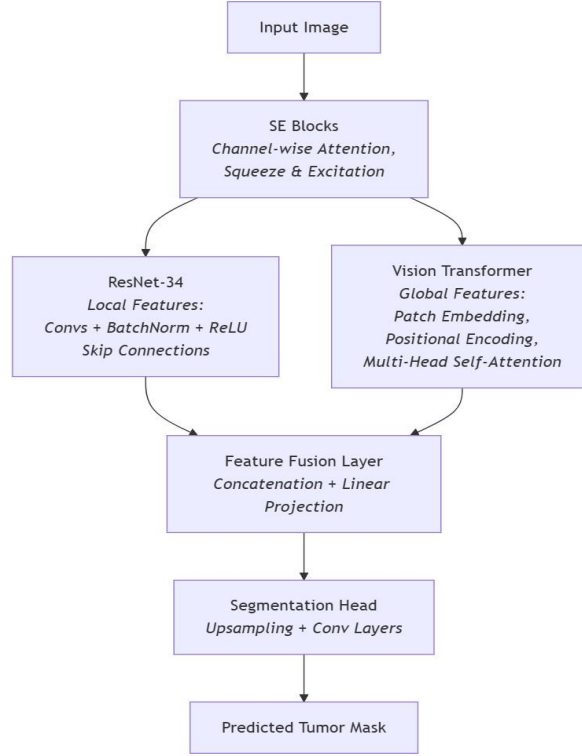 Input Image
SE Blocks
Channel-wise Attention,
Squeeze & Excitation
ResNet-34
Local Features:
Convs + BatchNorm + ReLU
Skip Connections
Vision Transformer
Global Features:
Patch Embedding,
Positional Encoding,
Multi-Head Self-Attention
Feature Fusion Layer
Concatenation + Linear
Projection
Segmentation Head
Upsampling + Conv Layers
Predicted Tumor Mask